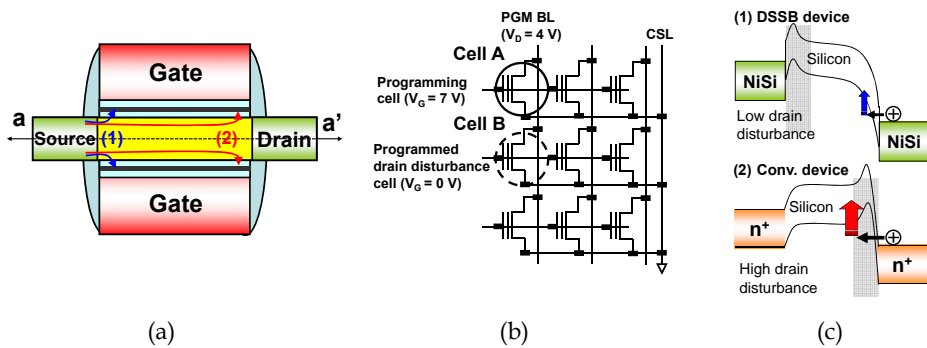 Gate
a
a'
Source
(1)
(2)
Drain
Gate
(a)
PGM BL
(V_D = 4 V)
CSL
Cell A
Programming
cell (V_G = 7 V)
Cell B
Programmed
drain disturbance
cell (V_G = 0 V)
(b)
(1) DSSB device
Silicon
NiSi
Low drain
disturbance
+
NiSi
(2) Conv. device
Silicon
n+
+
n+
High drain
disturbance
(c)